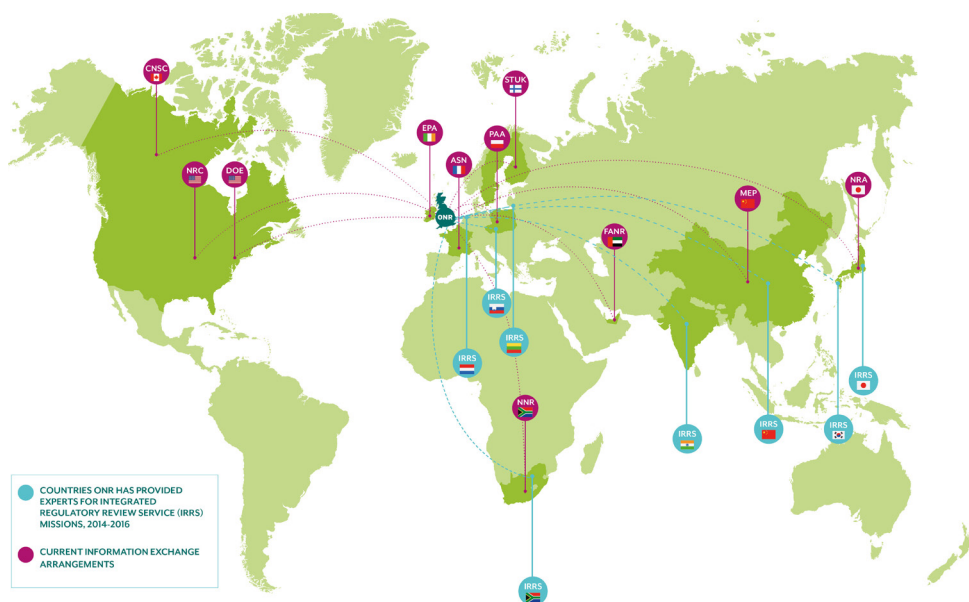 CNSC
STUK
EPA
PAA
ASN
NRC
DOE
MEP
NRA
ONR
FANR
IRRS
IRRS
IRRS
IRRS
NNR
IRRS
IRRS
IRRS
IRRS
COUNTRIES ONR HAS PROVIDED
EXPERTS FOR INTEGRATED
REGULATORY REVIEW SERVICE (IRRS)
MISSIONS, 2014-2016
CURRENT INFORMATION EXCHANGE
ARRANGEMENTS